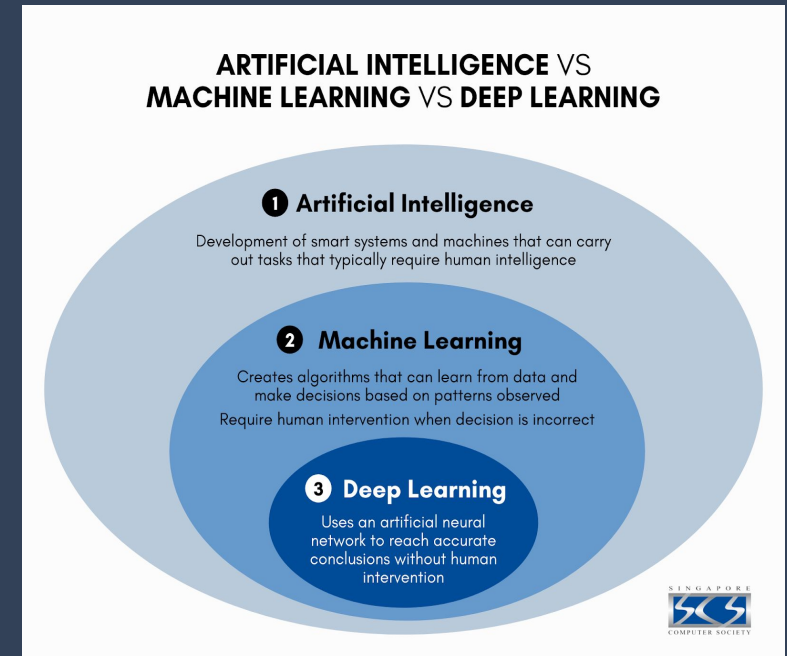 ARTIFICIAL INTELLIGENCE VS
MACHINE LEARNING VS DEEP LEARNING
1 Artificial Intelligence
Development of smart systems and machines that can carry
out tasks that typically require human intelligence
2 Machine Learning
Creates algorithms that can learn from data and
make decisions based on patterns observed
Require human intervention when decision is incorrect
3 Deep Learning
Uses an artificial neural
network to reach accurate
conclusions without human
intervention
SINGAPORE
SCS
COMPUTER SOCIETY